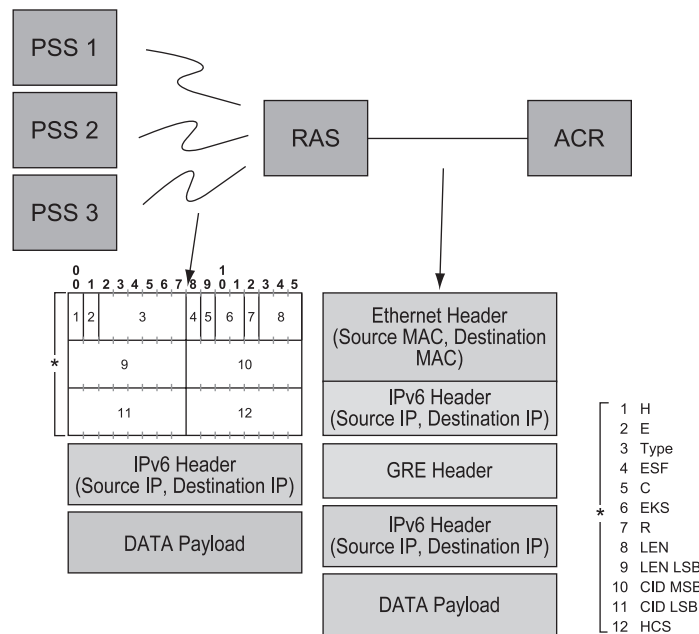 PSS 1
PSS 2
PSS 3
RAS
ACR
0 1
0 1 2 3 4 5 6 7 8 9 0 1 2 3 4 5
1 2 3 4 5 6 7 8
9 10
11 12
*
IPv6 Header
(Source IP, Destination IP)
DATA Payload
Ethernet Header
(Source MAC, Destination
MAC)
IPv6 Header
(Source IP, Destination IP)
GRE Header
IPv6 Header
(Source IP, Destination IP)
DATA Payload
*
1 H
2 E
3 Type
4 ESF
5 C
6 EKS
7 R
8 LEN
9 LEN LSB
10 CID MSB
11 CID LSB
12 HCS